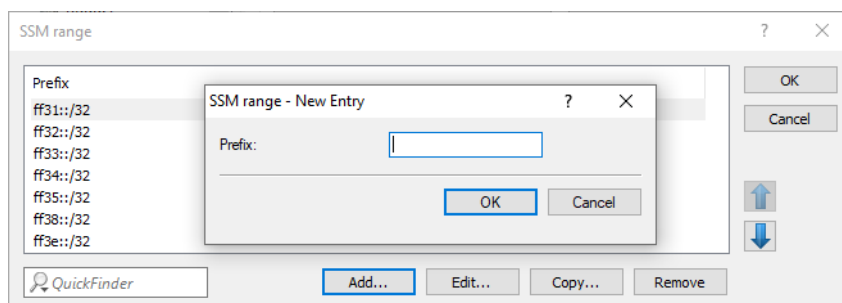 SSM range
?
Prefix
ff31::/32
ff32::/32
ff33::/32
ff34::/32
ff35::/32
ff38::/32
ff3e::/32
OK
Cancel
SSM range - New Entry
?
Prefix:
OK
Cancel
QuickFinder
Add...
Edit...
Copy...
Remove